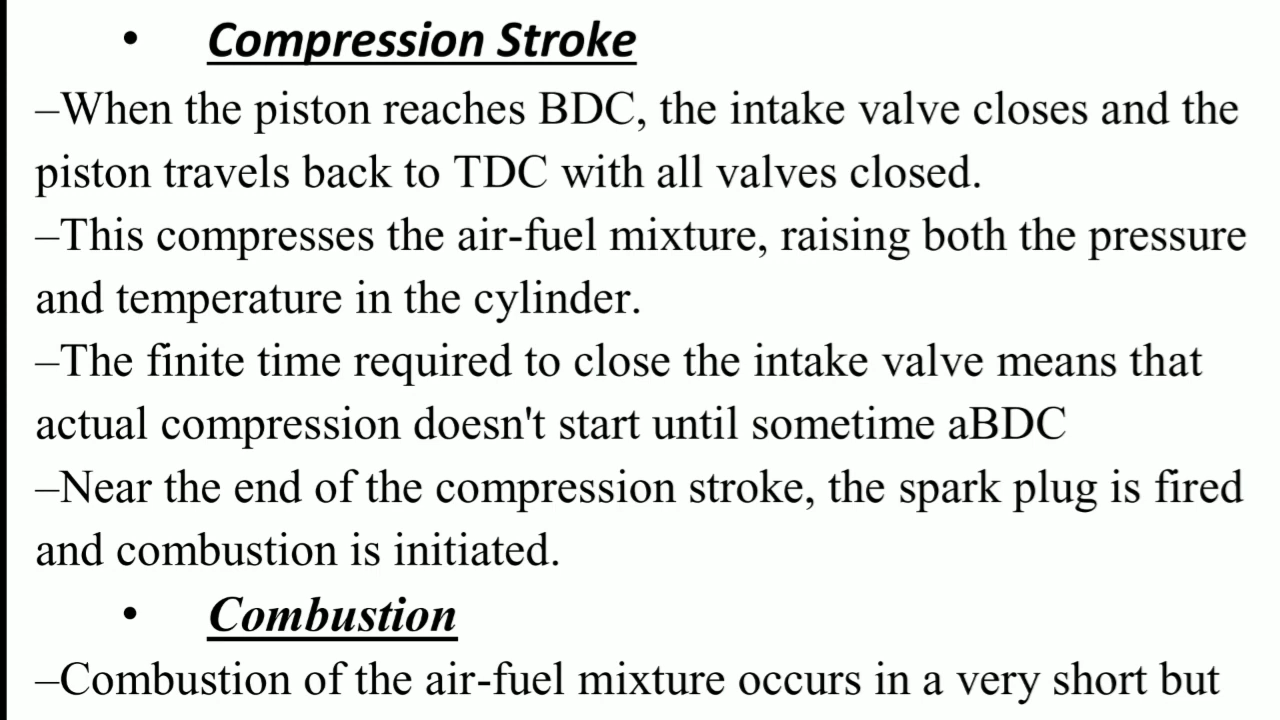 • Compression Stroke
–When the piston reaches BDC, the intake valve closes and the
piston travels back to TDC with all valves closed.
–This compresses the air-fuel mixture, raising both the pressure
and temperature in the cylinder.
–The finite time required to close the intake valve means that
actual compression doesn't start until sometime aBDC
–Near the end of the compression stroke, the spark plug is fired
and combustion is initiated.
• Combustion
–Combustion of the air-fuel mixture occurs in a very short but